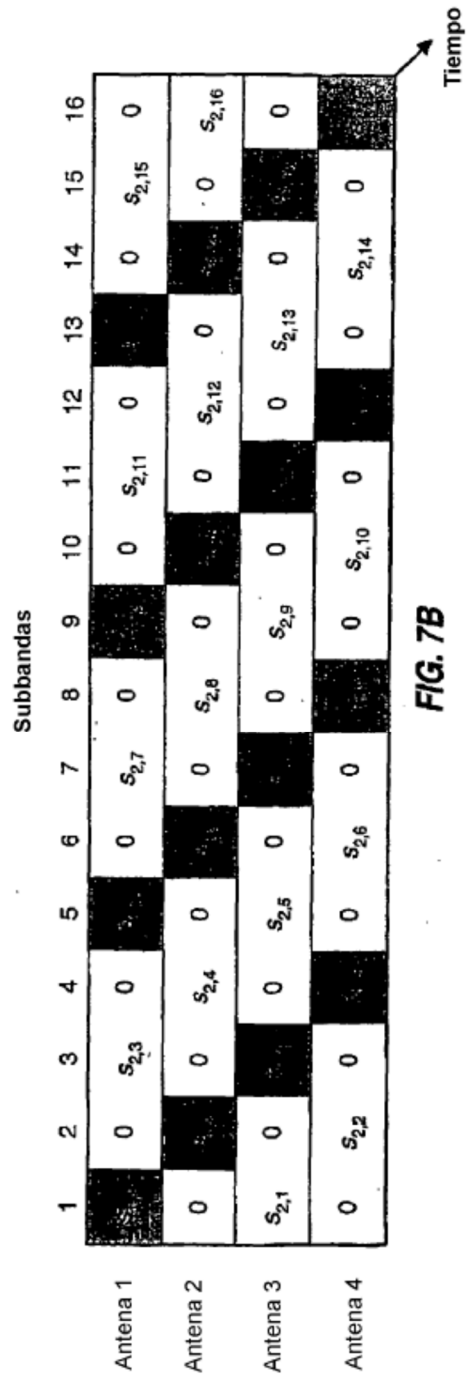 Subbandas
1 2 3 4 5 6 7 8 9 10 11 12 13 14 15 16
Antena 1 0 S2,3 0 0 S2,7 0 0 S2,11 0 0 S2,15 0
Antena 2 0 0 S2,4 0 0 S2,8 0 0 S2,12 0 0 S2,16
Antena 3 S2,1 0 0 S2,5 0 0 S2,9 0 0 S2,13 0 0
Antena 4 0 S2,2 0 0 S2,6 0 0 S2,10 0 0 S2,14 0
Tiempo
FIG. 7B